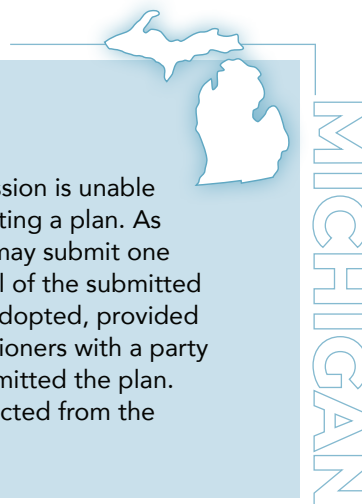 ssion is unable
ting a plan. As
may submit one
l of the submitted
dopted, provided
ioners with a party
mitted the plan.
cted from the
MICHIGAN